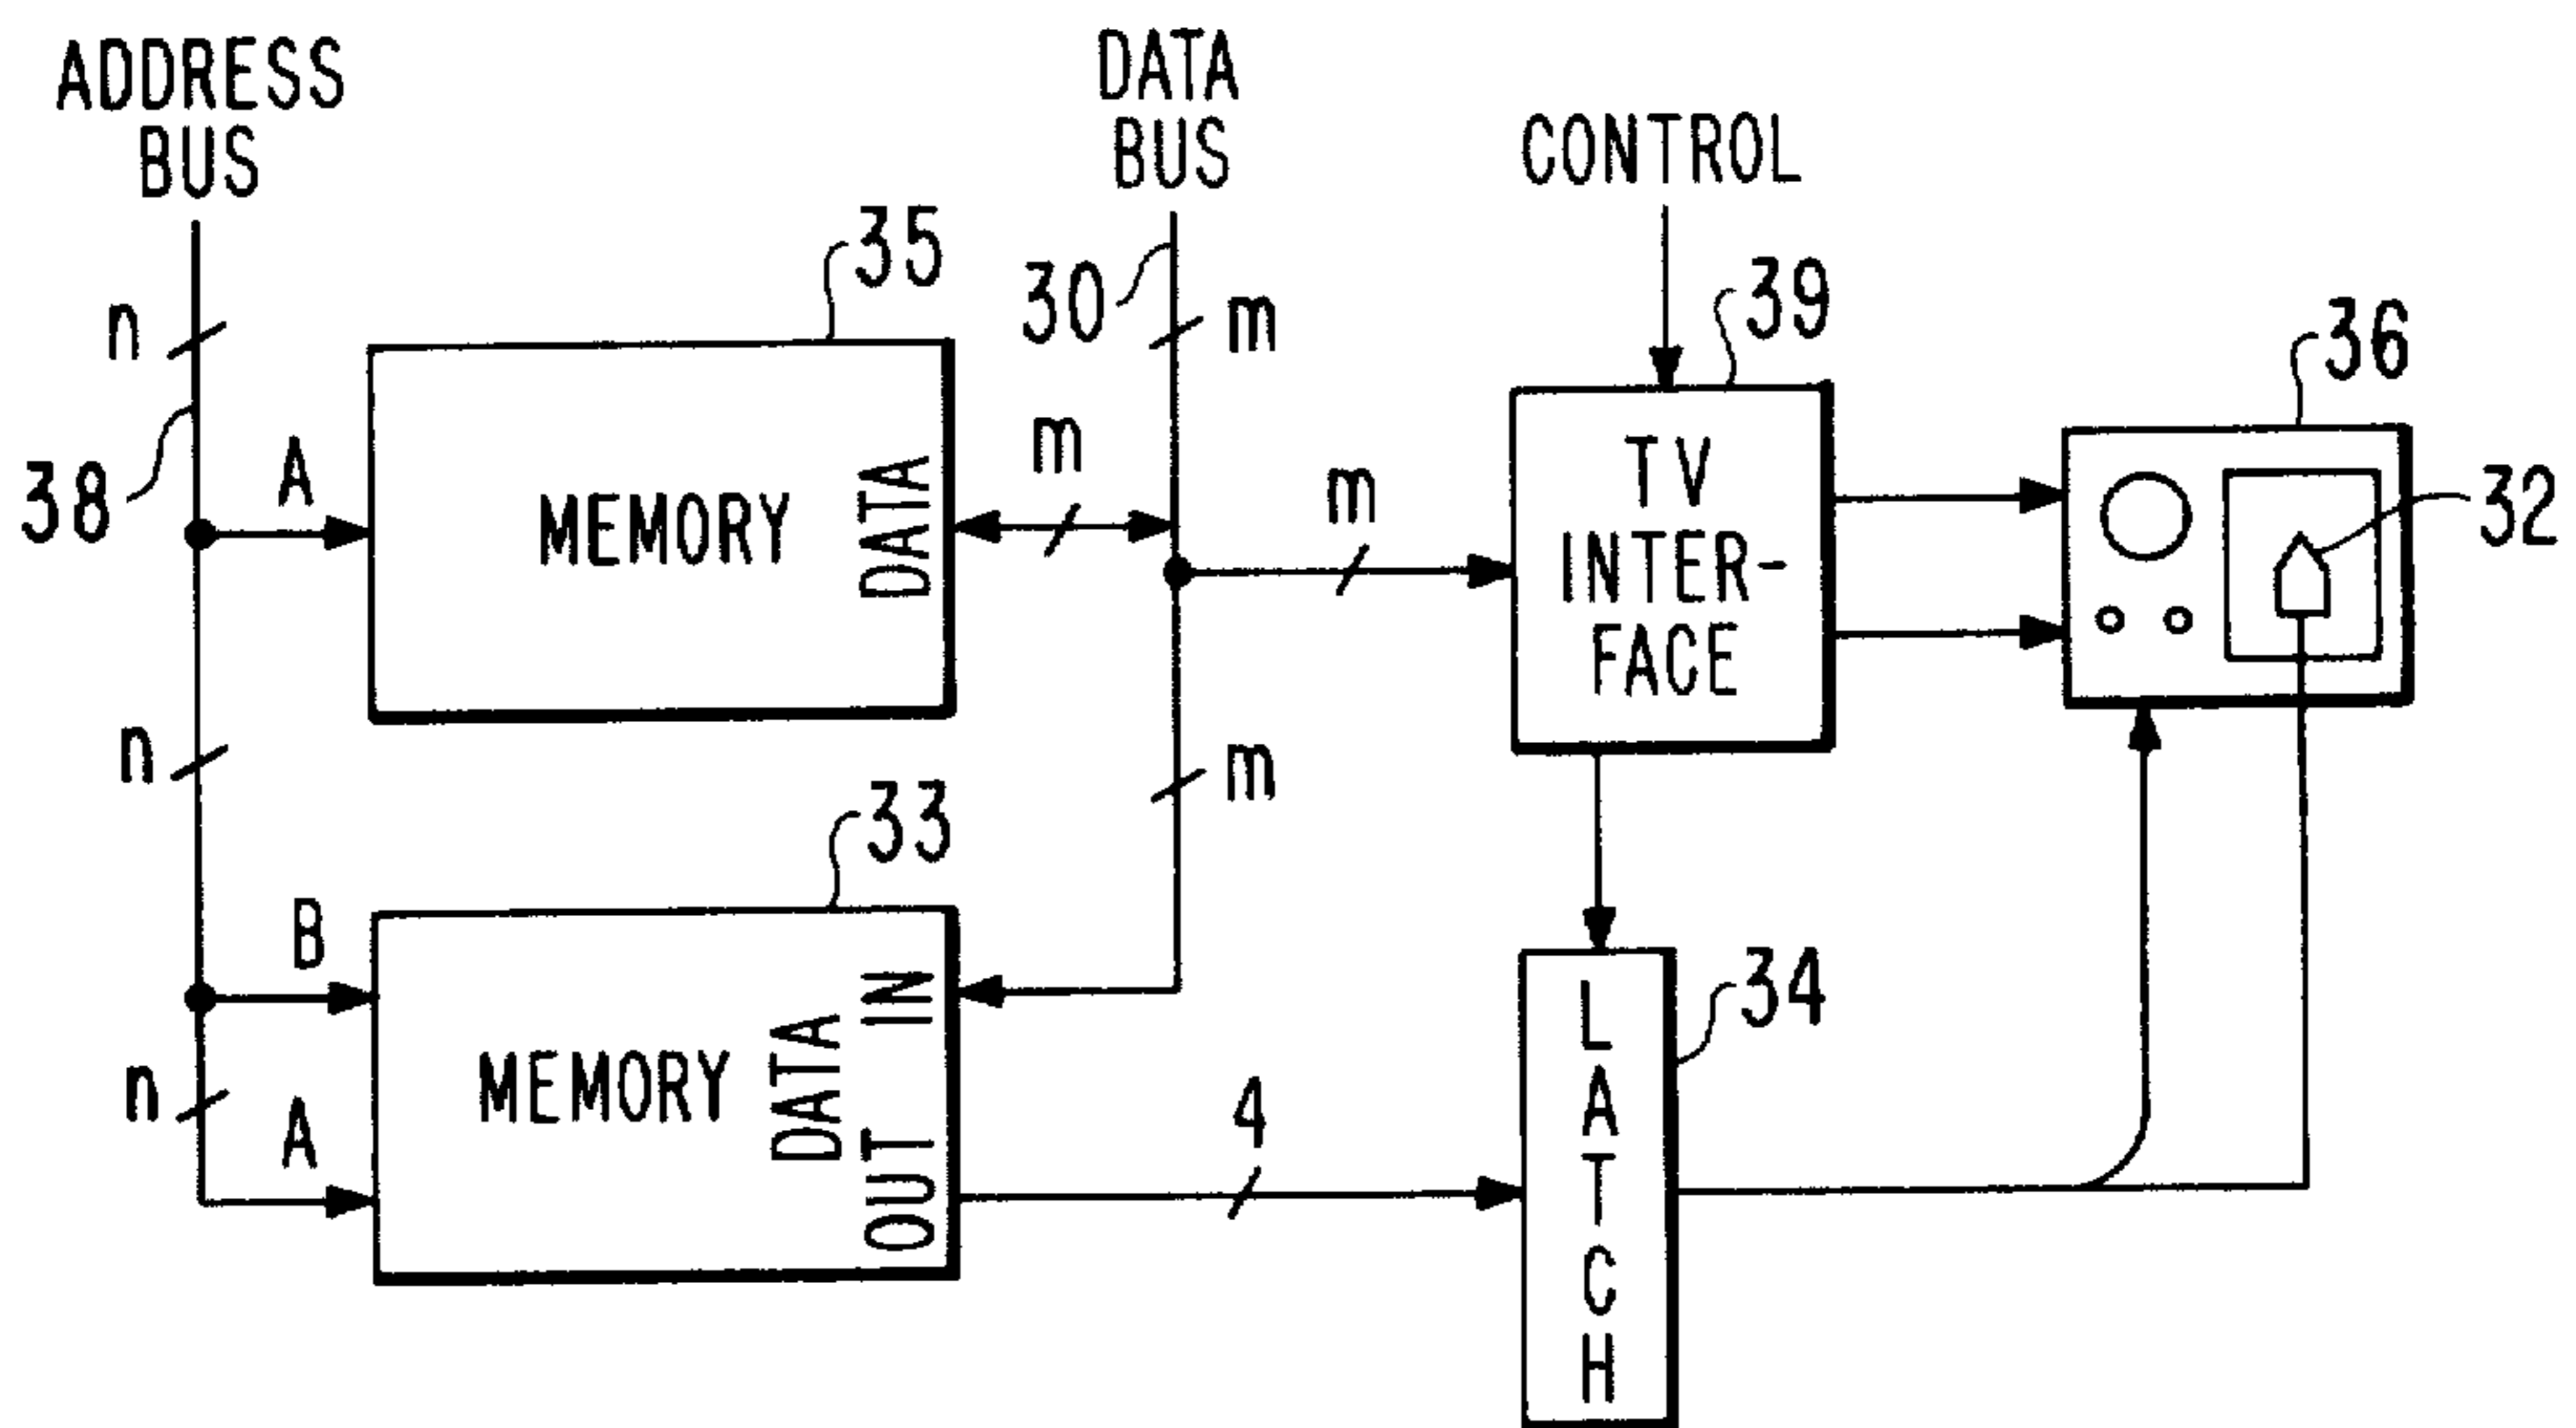 ADDRESS
BUS
DATA
BUS
CONTROL
35
30
m
39
36
n
38
A
MEMORY
DATA
m
m
TV
INTER-
FACE
32
n
33
m
B
MEMORY
DATA
IN
OUT
n
A
4
34
LATCH